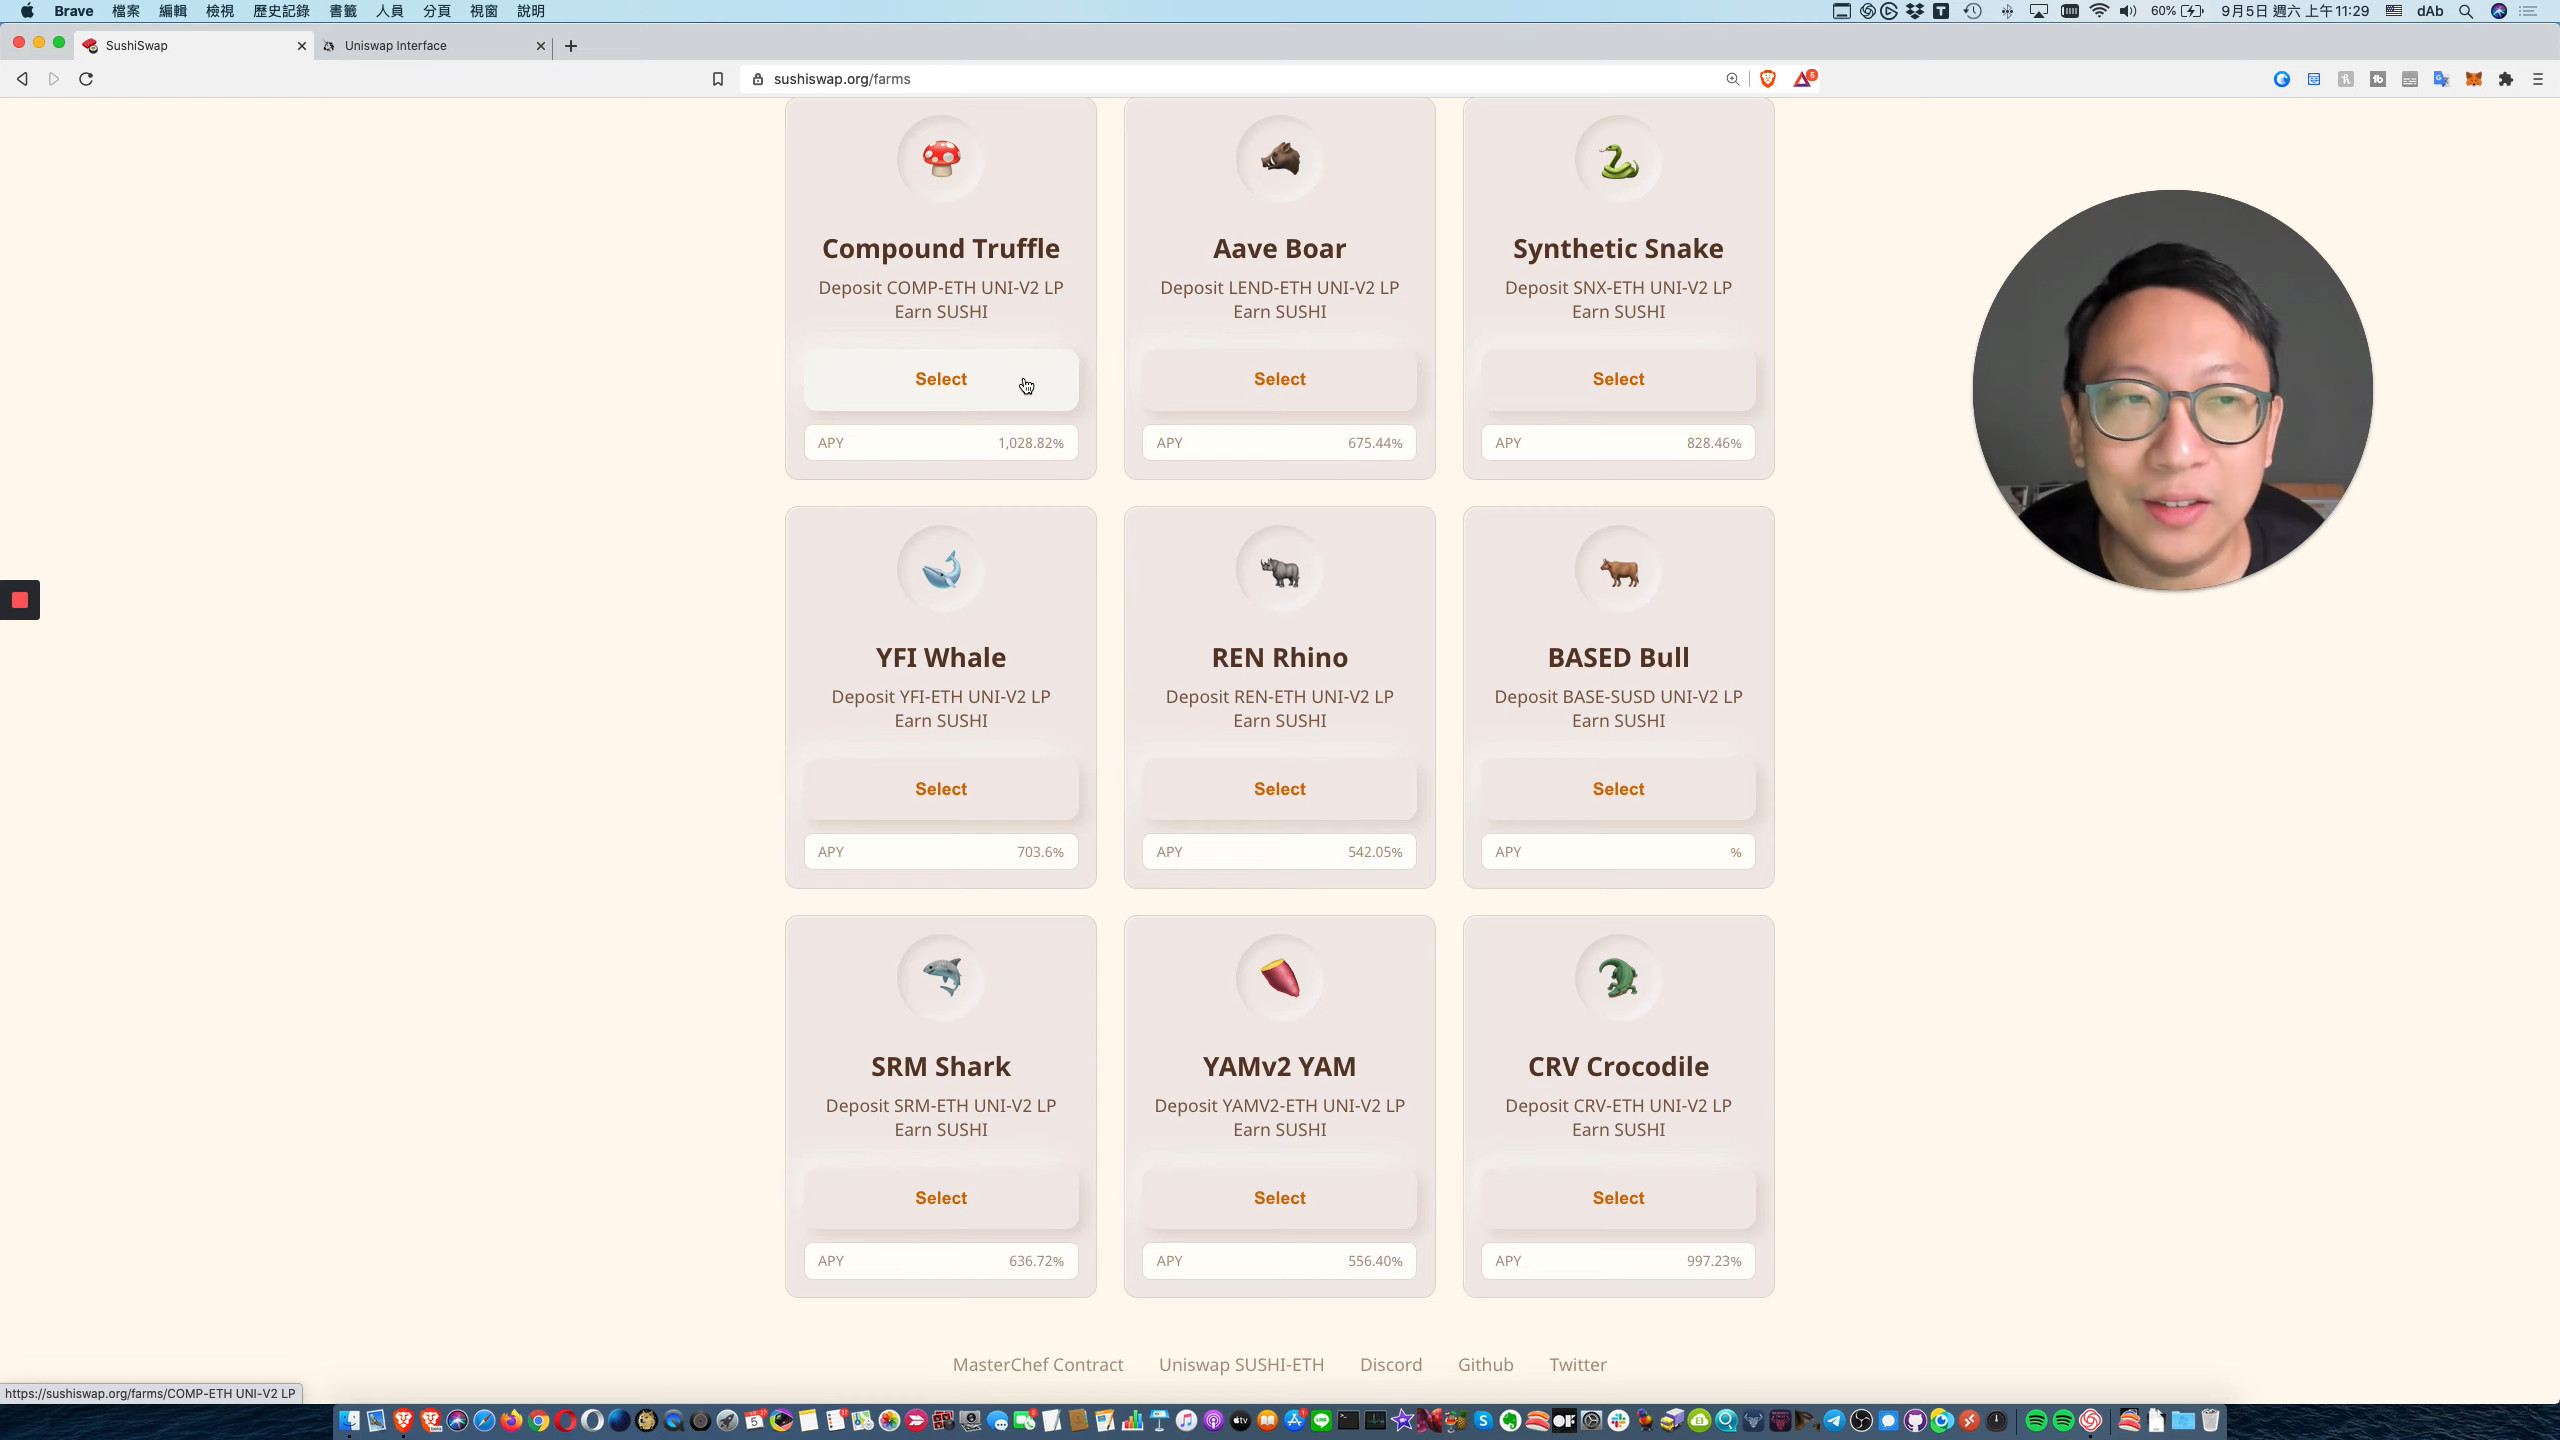 Brave 檔案 編輯 檢視 歷史記錄 書籤 人員 分頁 視窗 說明
60% 9月5日 週六 上午11:29 dAb
SushiSwap
Uniswap Interface
sushiswap.org/farms
5
Compound Truffle
Deposit COMP-ETH UNI-V2 LP
Earn SUSHI
Select
APY 1,028.82%
Aave Boar
Deposit LEND-ETH UNI-V2 LP
Earn SUSHI
Select
APY 675.44%
Synthetic Snake
Deposit SNX-ETH UNI-V2 LP
Earn SUSHI
Select
APY 828.46%
YFI Whale
Deposit YFI-ETH UNI-V2 LP
Earn SUSHI
Select
APY 703.6%
REN Rhino
Deposit REN-ETH UNI-V2 LP
Earn SUSHI
Select
APY 542.05%
BASED Bull
Deposit BASE-SUSD UNI-V2 LP
Earn SUSHI
Select
APY %
SRM Shark
Deposit SRM-ETH UNI-V2 LP
Earn SUSHI
Select
APY 636.72%
YAMv2 YAM
Deposit YAMV2-ETH UNI-V2 LP
Earn SUSHI
Select
APY 556.40%
CRV Crocodile
Deposit CRV-ETH UNI-V2 LP
Earn SUSHI
Select
APY 997.23%
MasterChef Contract Uniswap SUSHI-ETH Discord Github Twitter
https://sushiswap.org/farms/COMP-ETH UNI-V2 LP